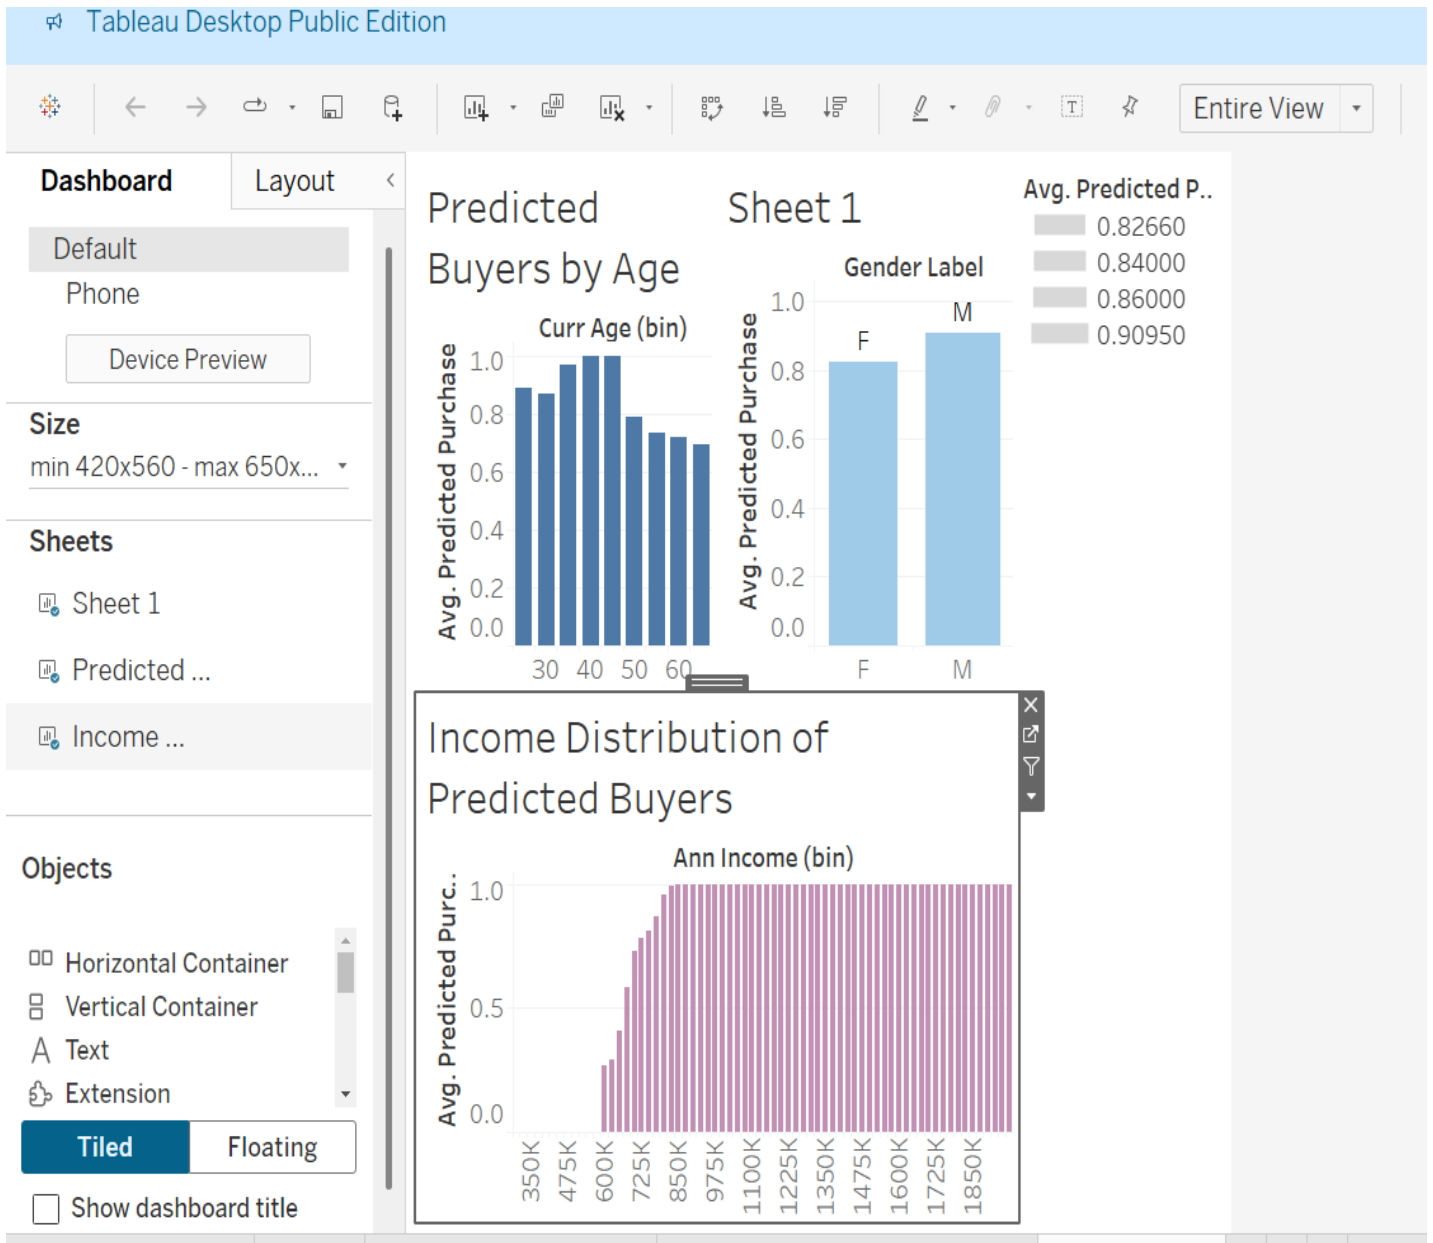 Tableau Desktop Public Edition
T
Entire View
Dashboard
Layout
Default
Phone
Device Preview
Size
min 420x560 - max 650x...
Sheets
Sheet 1
Predicted ...
Income ...
Objects
Horizontal Container
Vertical Container
A Text
Extension
Tiled
Floating
Show dashboard title
Predicted
Buyers by Age
Curr Age (bin)
Avg. Predicted Purchase
1.0
0.8
0.6
0.4
0.2
0.0
30 40 50 60
Sheet 1
Gender Label
Avg. Predicted Purchase
1.0
0.8
0.6
0.4
0.2
0.0
F
M
F M
Avg. Predicted P..
0.82660
0.84000
0.86000
0.90950
Income Distribution of
Predicted Buyers
Ann Income (bin)
Avg. Predicted Purc..
1.0
0.5
0.0
350K 475K 600K 725K 850K 975K 1100K 1225K 1350K 1475K 1600K 1725K 1850K